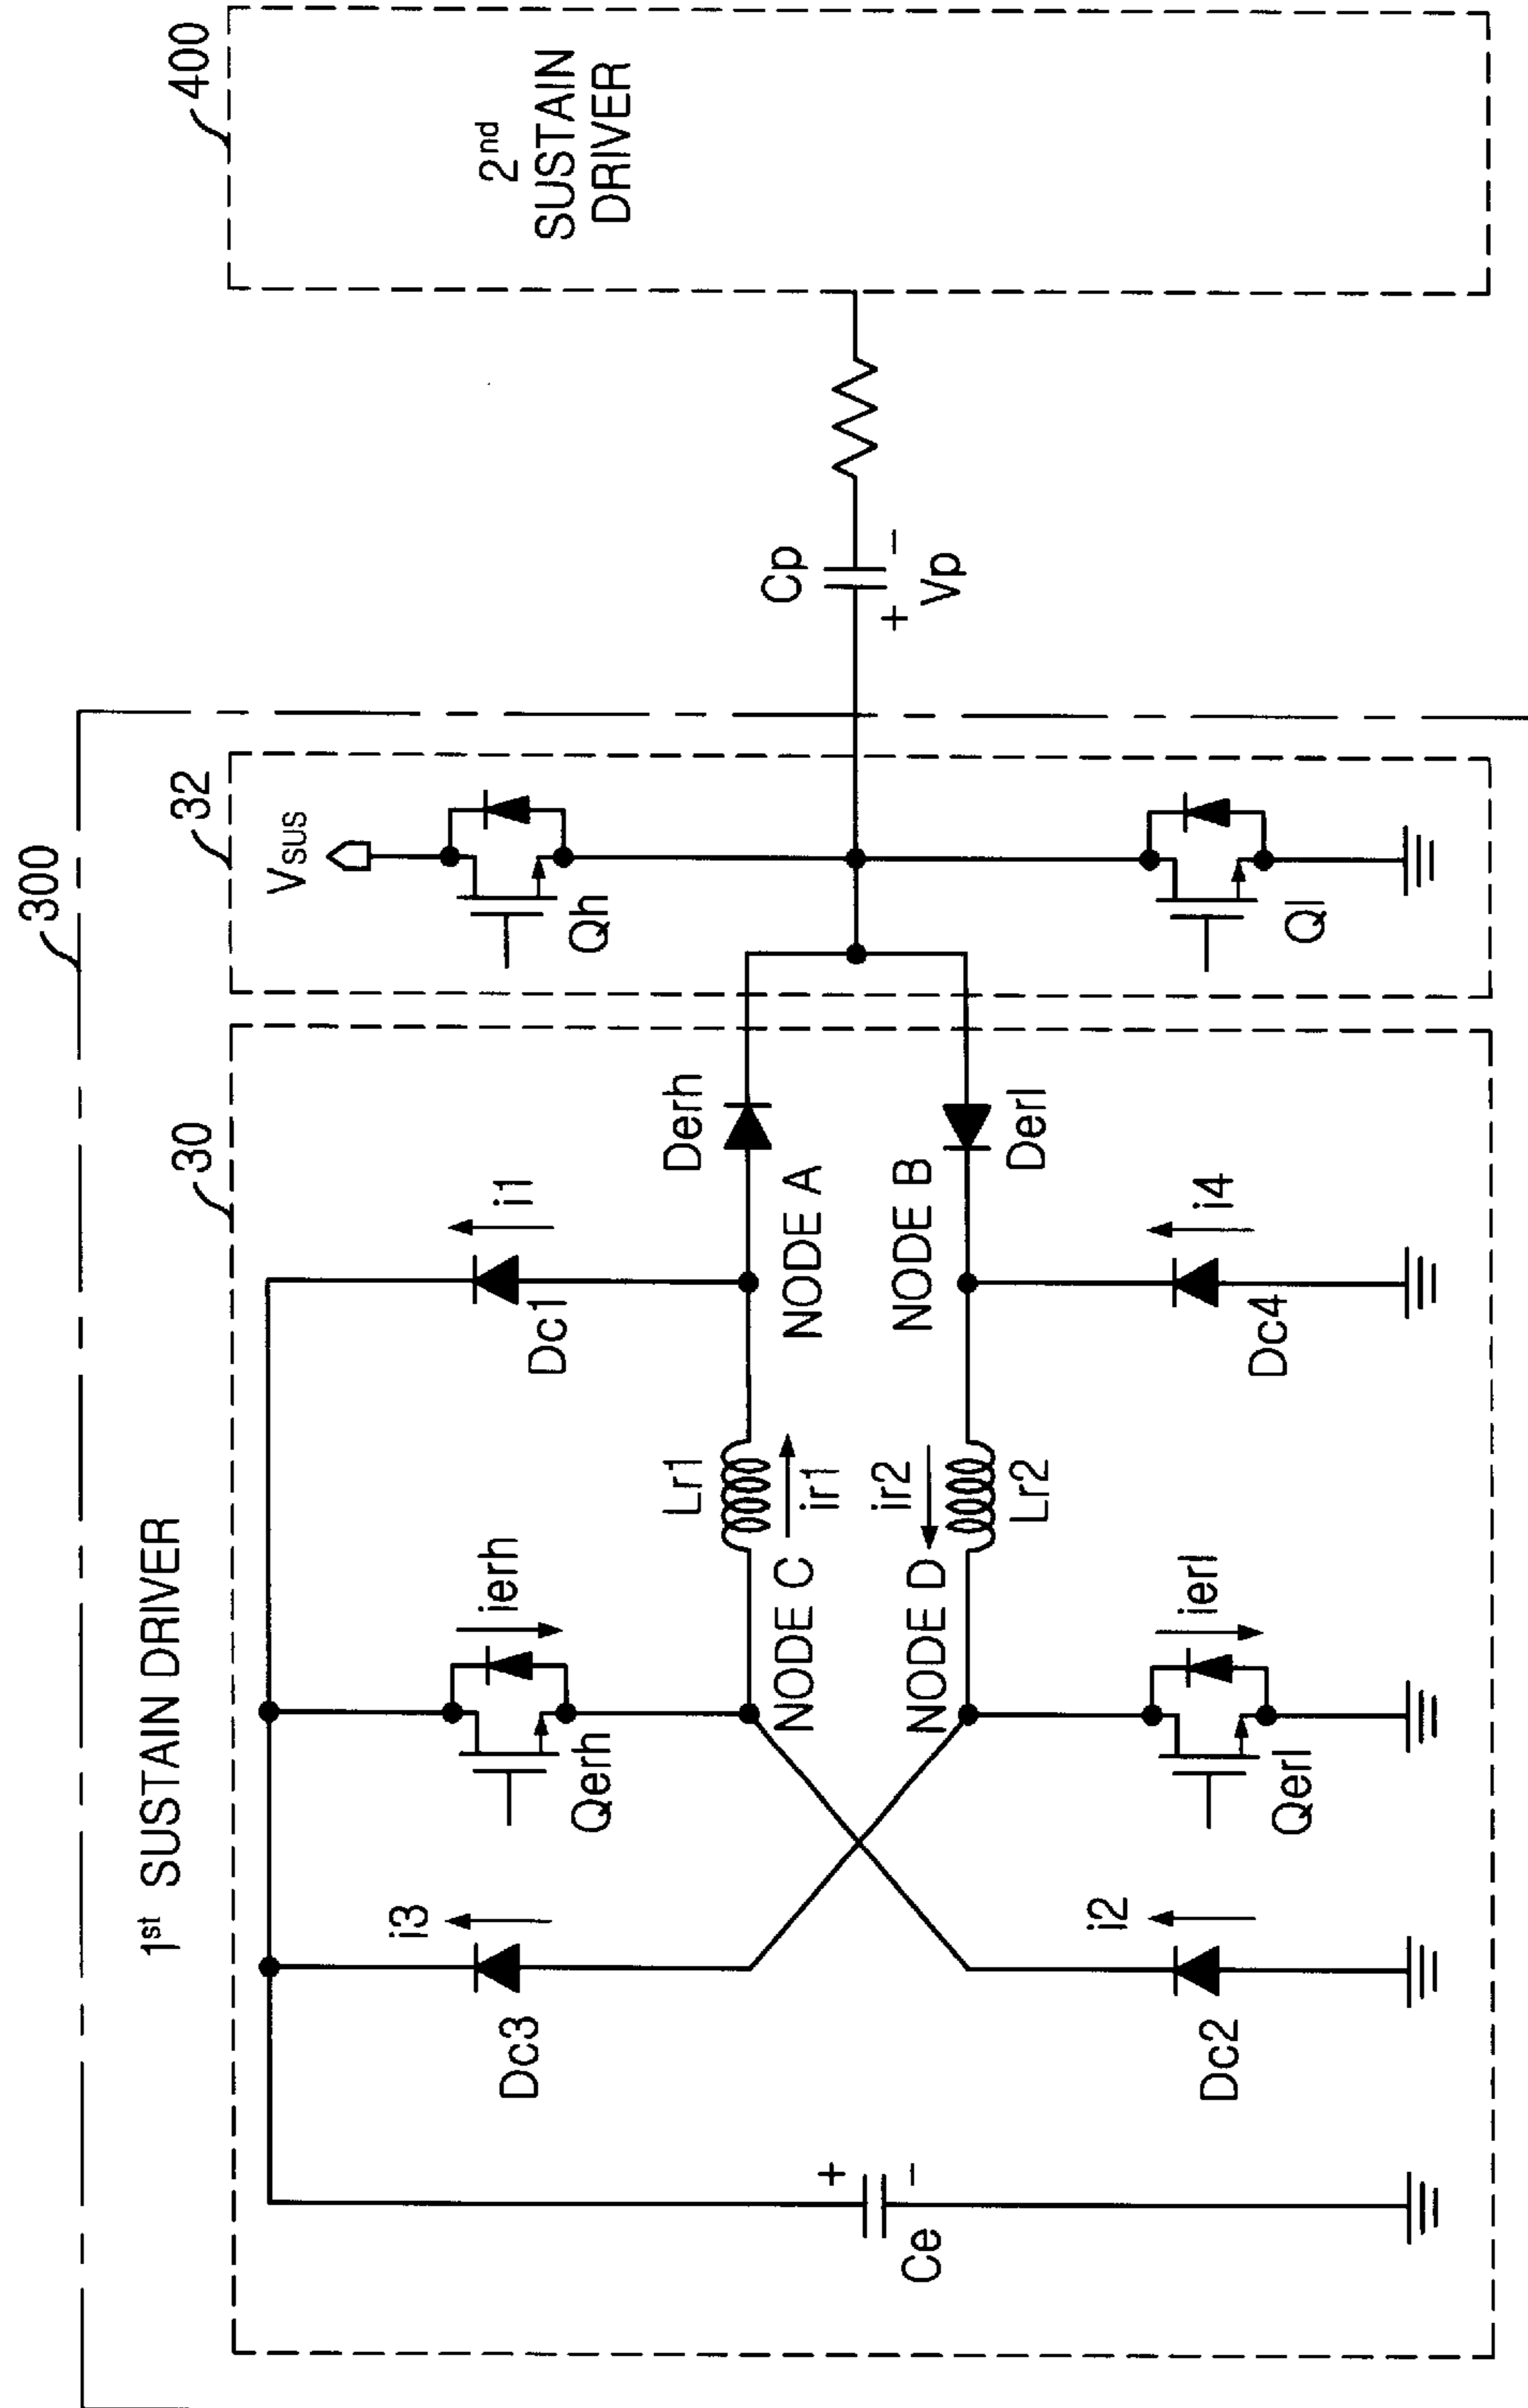 1st SUSTAIN DRIVER
300
30
32
400
2nd
SUSTAIN
DRIVER
VSUS
Qh
Ql
Cp
+
−
Vp
Dc3
i3
Qerh
ierh
Dc1
i1
Lr1
ir1
NODE C
NODE A
Derh
ir2
Lr2
NODE D
NODE B
Derl
Ce
+
−
Dc2
i2
Qerl
ierl
Dc4
i4